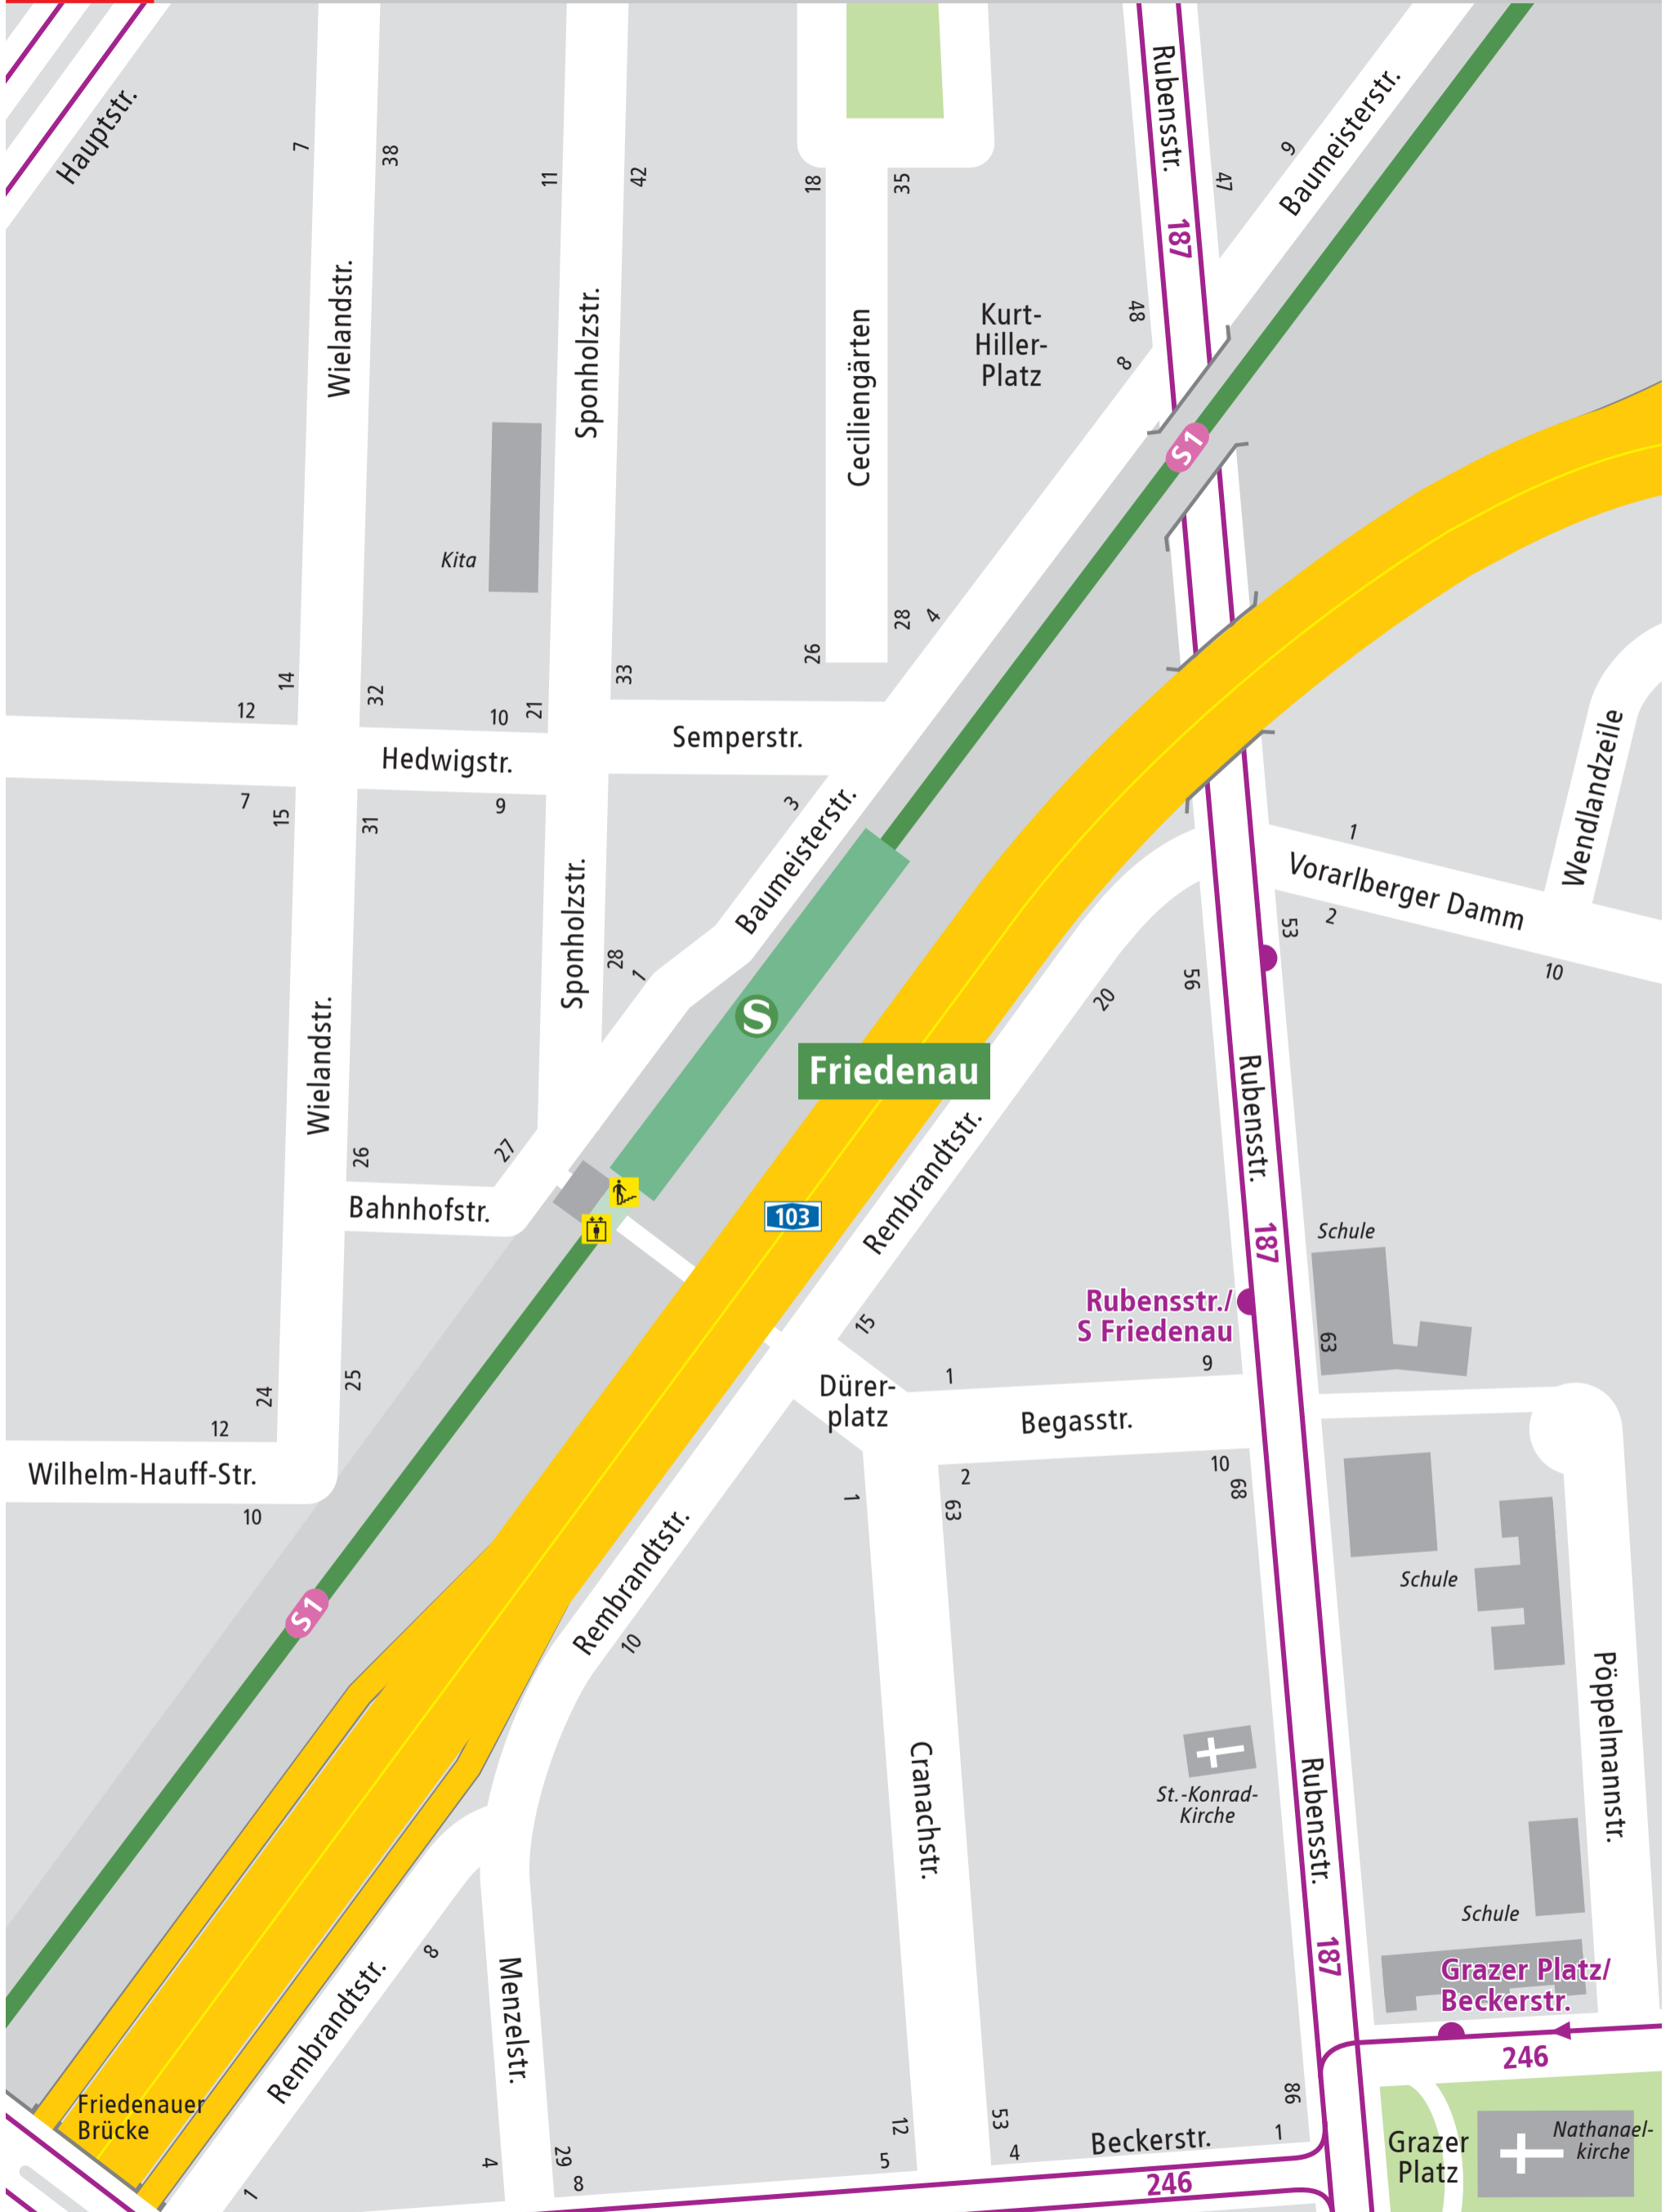 Hauptstr.
7
38
11
42
18
35
Rubensstr.
47
9
Baumeisterstr.
187
Wielandstr.
Sponholzstr.
Ceciliengärten
Kurt-
Hiller-
Platz
48
8
S1
Kita
28
4
26
14
32
33
12
10
21
Hedwigstr.
Semperstr.
7
15
31
9
3
Baumeisterstr.
Wendlandzeile
1
Vorarlberger Damm
2
10
53
56
20
Sponholzstr.
28
1
S
Friedenau
Wielandstr.
26
27
Bahnhofstr.
103
Rembrandtstr.
Rubensstr.
187
Schule
63
Rubensstr./
S Friedenau
15
1
9
Dürer-
platz
Begasstr.
24
25
12
Wilhelm-Hauff-Str.
10
2
10
1
63
68
Schule
S1
Rembrandtstr.
10
Cranachstr.
St.-Konrad-
Kirche
Rubensstr.
Pöppelmannstr.
Schule
187
Grazer Platz/
Beckerstr.
246
8
Menzelstr.
Rembrandtstr.
Friedenauer
Brücke
86
12
53
Beckerstr.
1
4
29
8
5
4
1
246
Grazer
Platz
Nathanael-
kirche